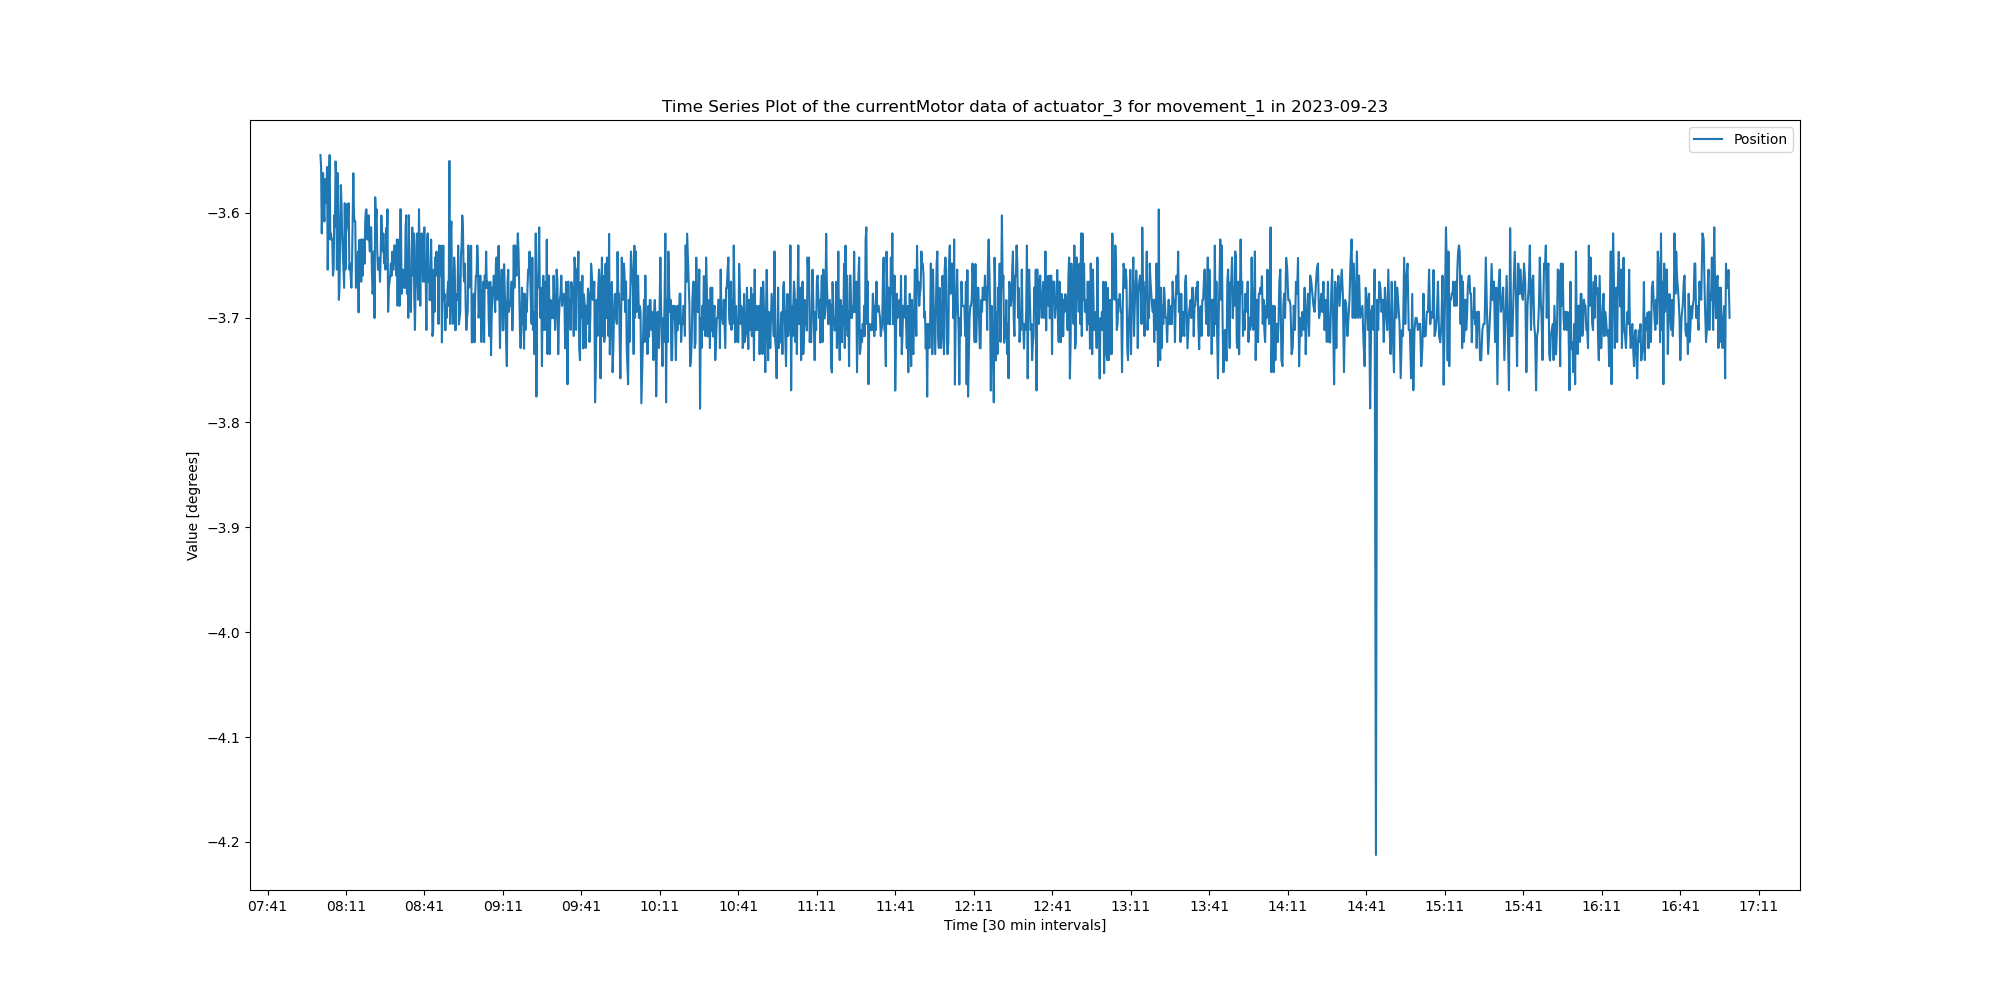 Time Series Plot of the currentMotor data of actuator_3 for movement_1 in 2023-09-23
Position
−3.6
−3.7
−3.8
−3.9
−4.0
−4.1
−4.2
Value [degrees]
07:41 08:11 08:41 09:11 09:41 10:11 10:41 11:11 11:41 12:11 12:41 13:11 13:41 14:11 14:41 15:11 15:41 16:11 16:41 17:11
Time [30 min intervals]